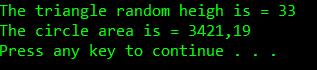 The triangle random heigh is = 33
The circle area is = 3421,19
Press any key to continue . . .